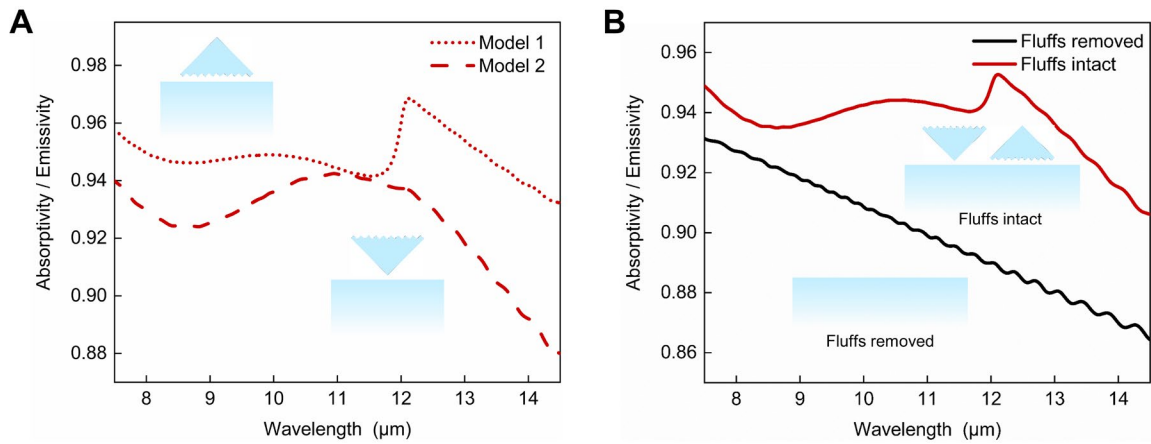 A
Absorptivity / Emissivity
0.98
0.96
0.94
0.92
0.90
0.88
Model 1
Model 2
8 9 10 11 12 13 14
Wavelength (μm)
B
Absorptivity / Emissivity
0.96
0.94
0.92
0.90
0.88
0.86
Fluffs removed
Fluffs intact
Fluffs intact
Fluffs removed
8 9 10 11 12 13 14
Wavelength (μm)